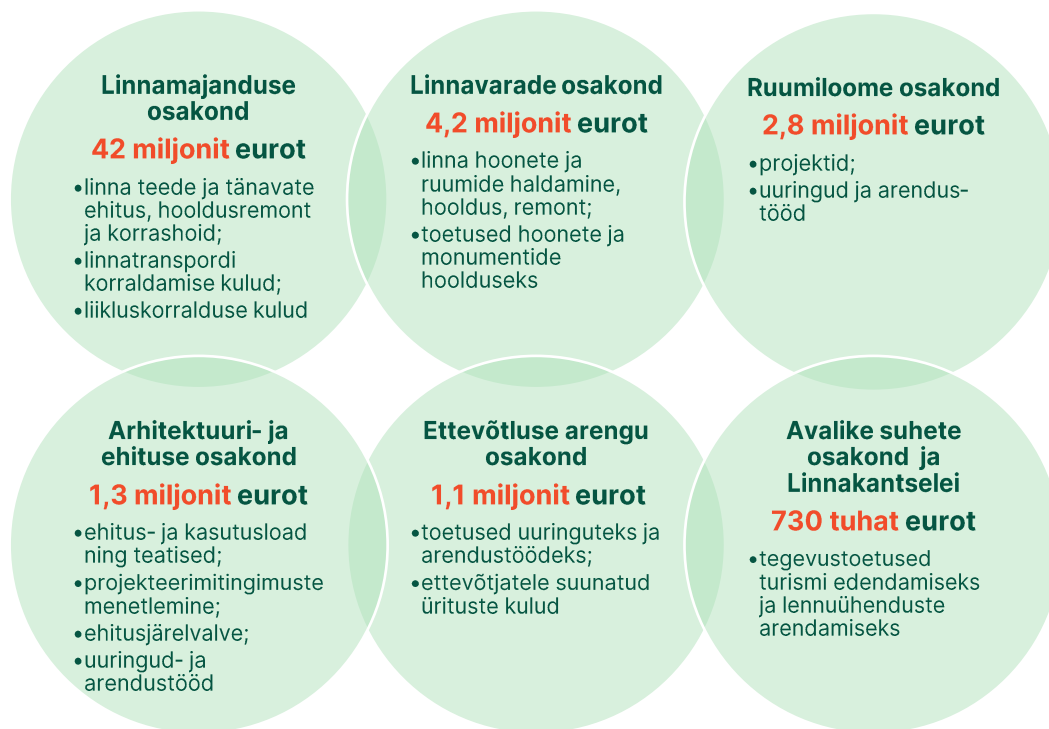 Linnamajanduse
osakond
42 miljonit eurot
•linna teede ja tänavate
ehitus, hooldusremont
ja korrashoid;
•linnatranspordi
korraldamise kulud;
•liikluskorralduse kulud
Linnavarade osakond
4,2 miljonit eurot
•linna hoonete ja
ruumide haldamine,
hooldus, remont;
•toetused hoonete ja
monumentide
hoolduseks
Ruumiloome osakond
2,8 miljonit eurot
•projektid;
•uuringud ja arendus-
tööd
Arhitektuuri- ja
ehituse osakond
1,3 miljonit eurot
•ehitus- ja kasutusload
ning teatised;
•projekteerimitingimuste
menetlemine;
•ehitusjärelvalve;
•uuringud- ja
arendustööd
Ettevõtluse arengu
osakond
1,1 miljonit eurot
•toetused uuringuteks ja
arendustöödeks;
•ettevõtjatele suunatud
ürituste kulud
Avalike suhete
osakond ja
Linnakantselei
730 tuhat eurot
•tegevustoetused
turismi edendamiseks
ja lennuühenduste
arendamiseks